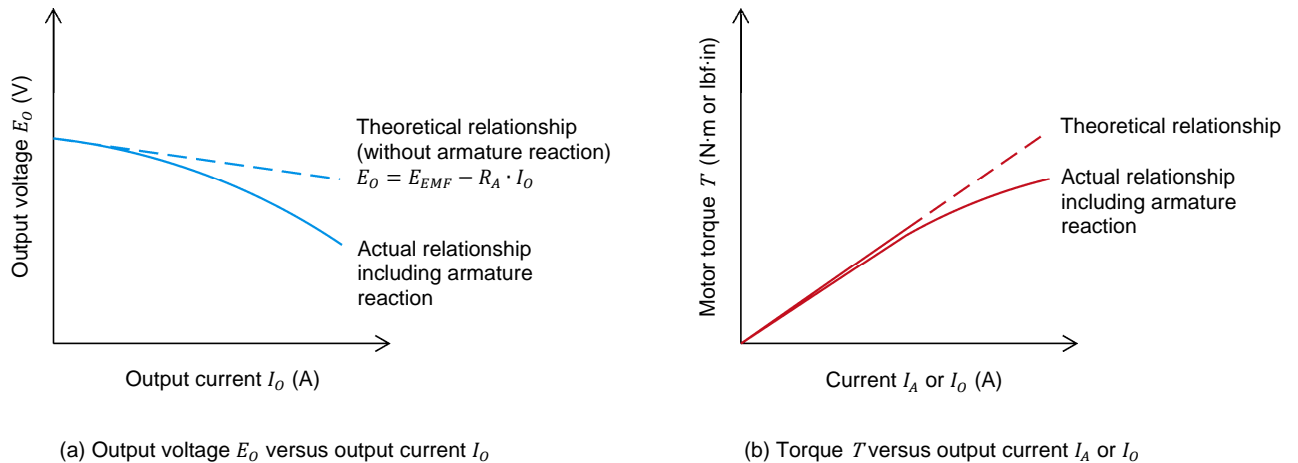 Output voltage E_O (V)
Theoretical relationship
(without armature reaction)
E_O = E_EMF − R_A · I_O
Actual relationship
including armature
reaction
Output current I_O (A)
(a) Output voltage E_O versus output current I_O
Motor torque T (N·m or lbf·in)
Theoretical relationship
Actual relationship
including armature
reaction
Current I_A or I_O (A)
(b) Torque T versus output current I_A or I_O